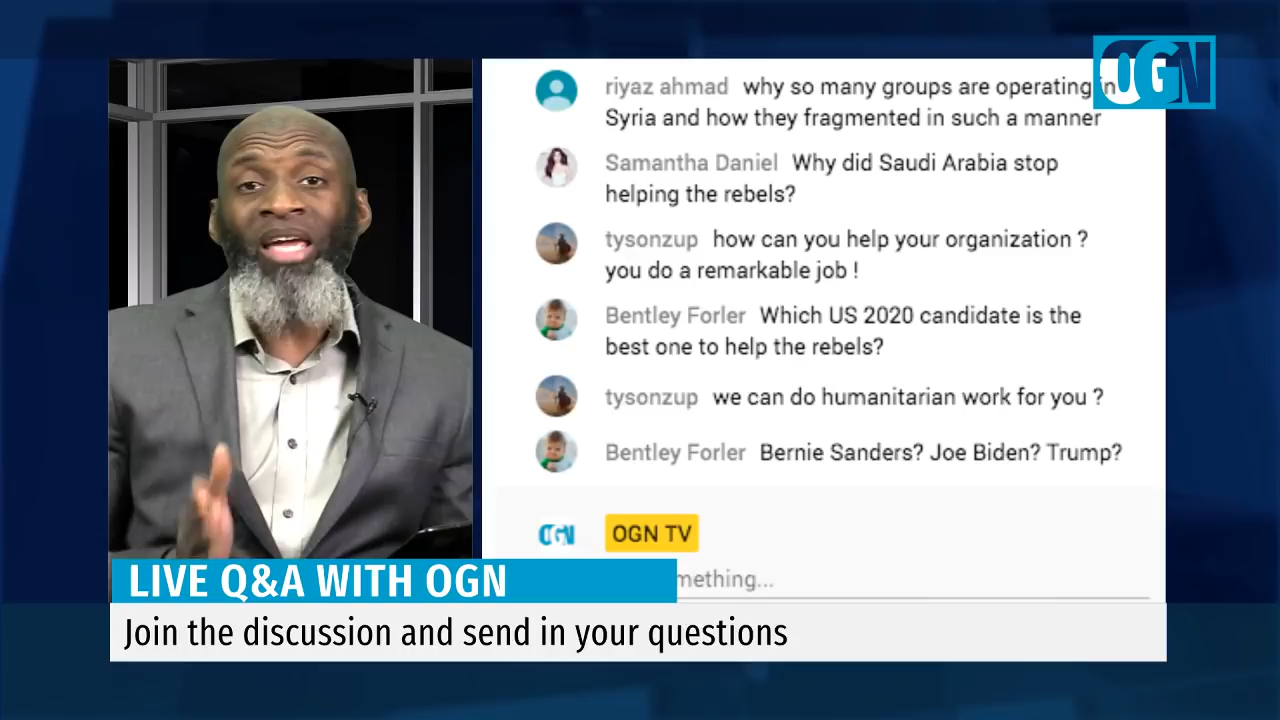 OGN
riyaz ahmad why so many groups are operating in
Syria and how they fragmented in such a manner
Samantha Daniel Why did Saudi Arabia stop
helping the rebels?
tysonzup how can you help your organization ?
you do a remarkable job !
Bentley Forler Which US 2020 candidate is the
best one to help the rebels?
tysonzup we can do humanitarian work for you ?
Bentley Forler Bernie Sanders? Joe Biden? Trump?
OGN OGN TV
mething...
LIVE Q&A WITH OGN
Join the discussion and send in your questions